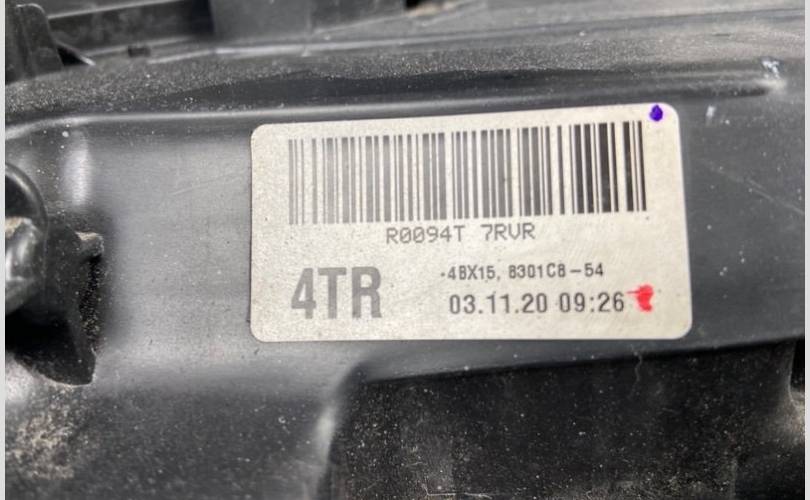 R0094T 7RVR
4TR
·4BX15, 8301C8-54
03.11.20 09:26